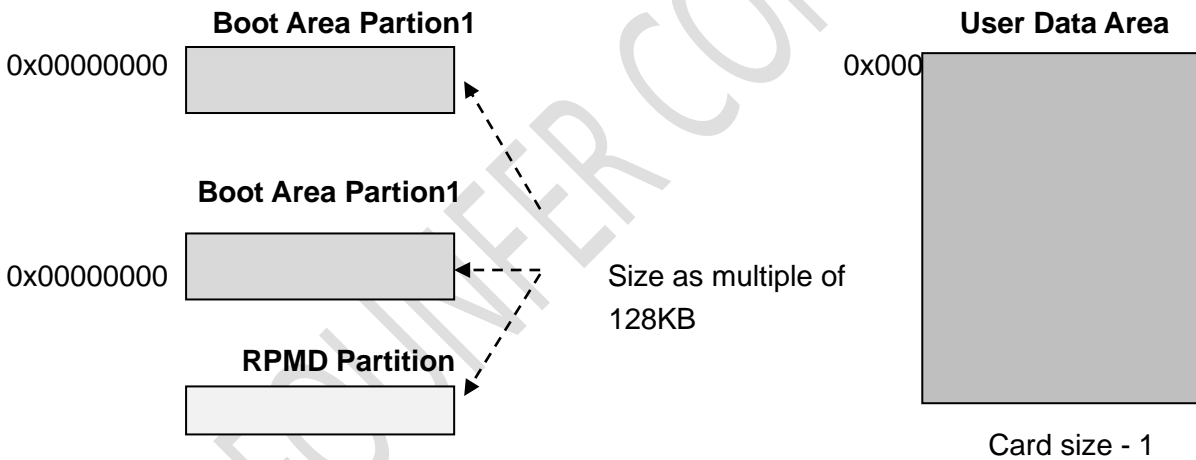 Boot Area Partion1
0x00000000
Boot Area Partion1
0x00000000
Size as multiple of
128KB
RPMD Partition
User Data Area
0x000
Card size - 1